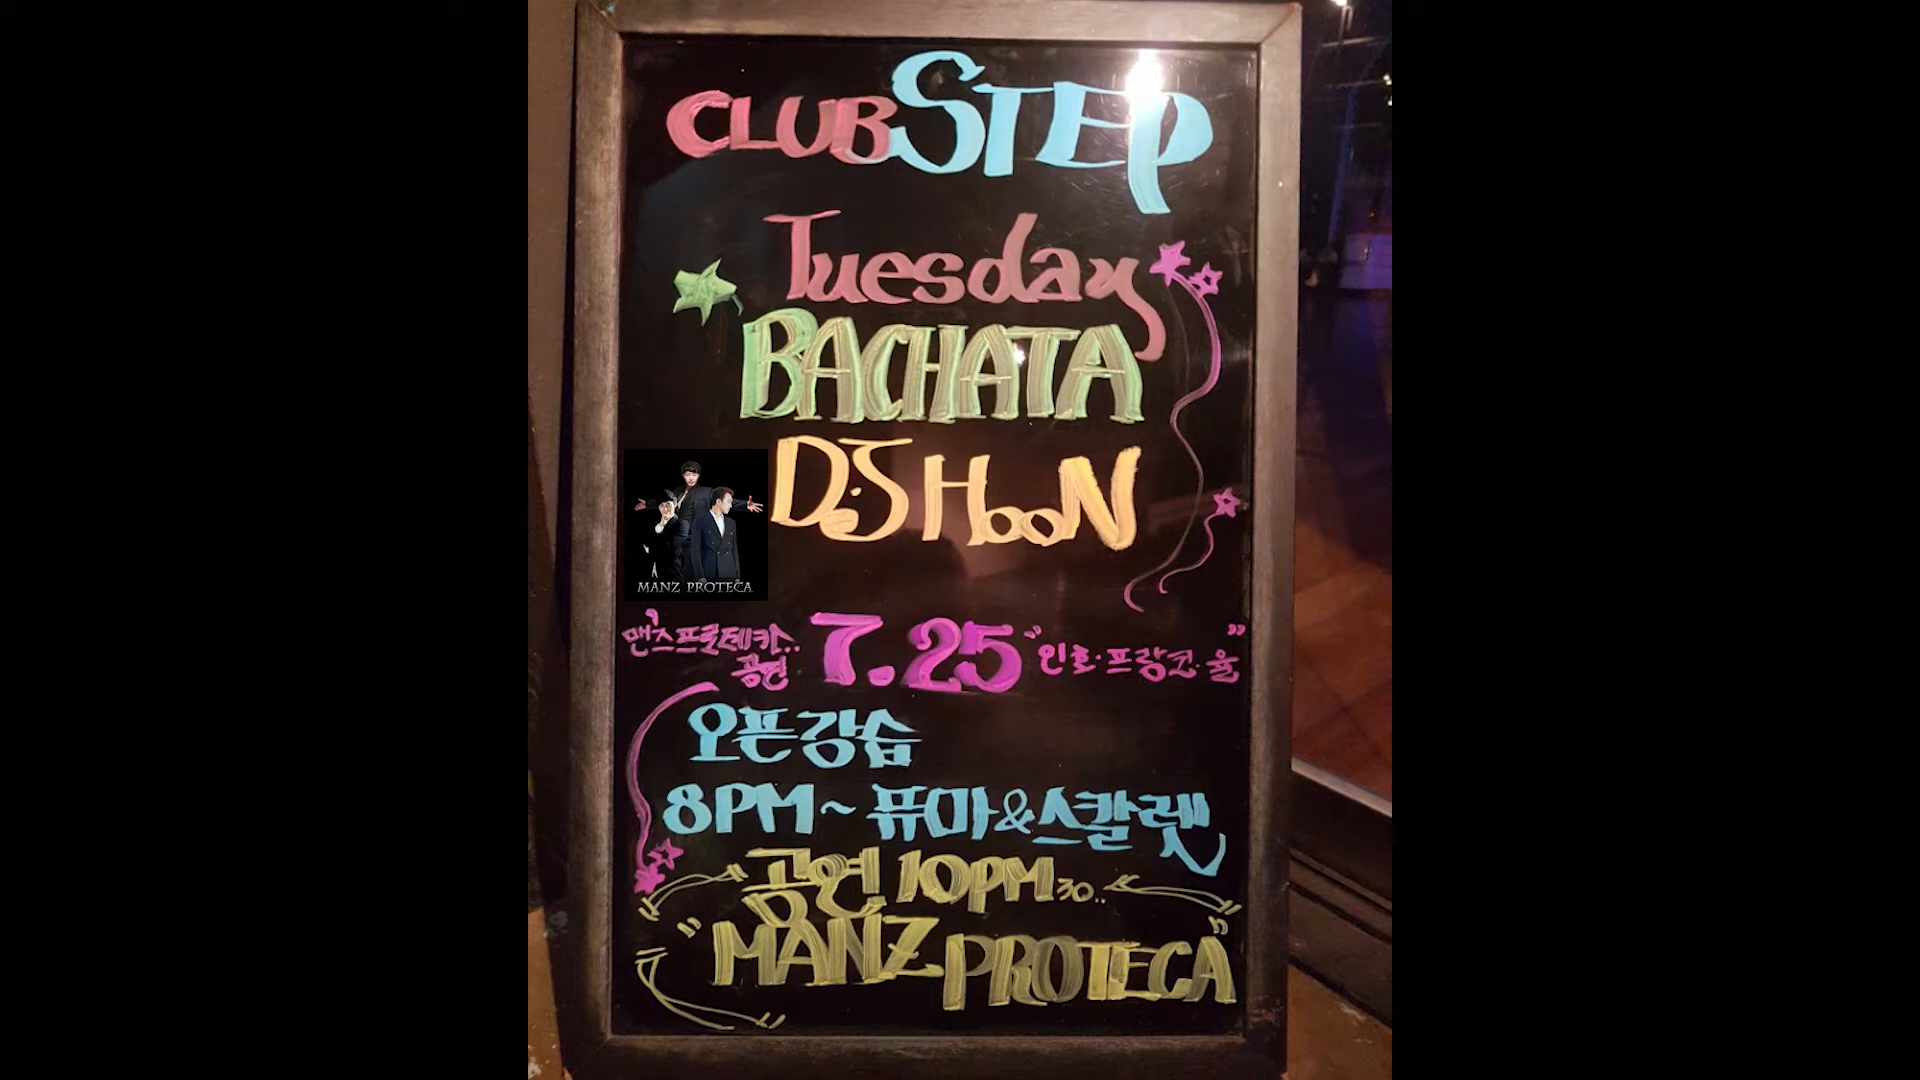 CLUB STEP
Tuesday
BACHATA
D.J HooN
MANZ PROTECA
맨즈프로테카.. 7.25 "인호·프랑코·율"
공연
오픈강습
8PM~ 퓨마&스칼렛
공연 10PM 30..
"MANZ PROTECA"